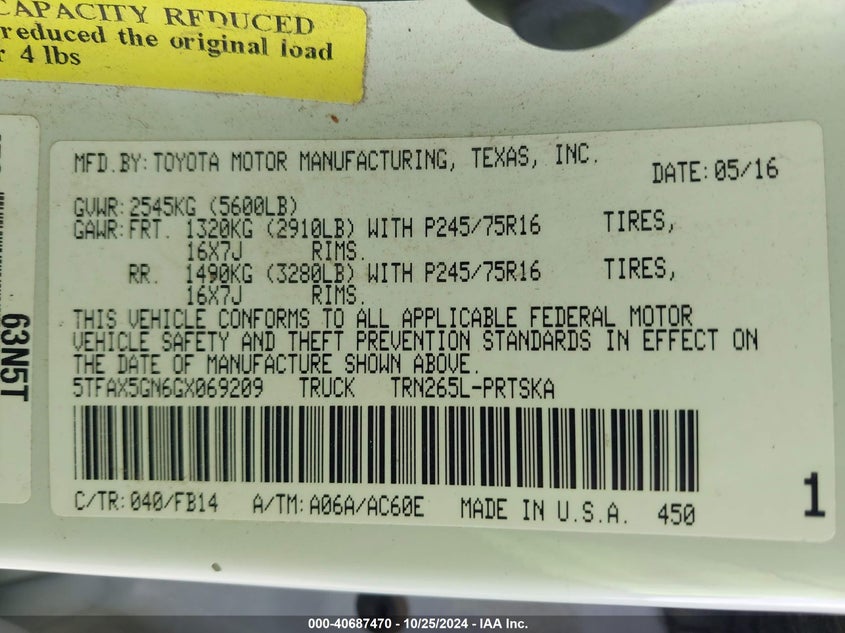 CAPACITY REDUCED
reduced the original load
4 lbs
MFD.BY:TOYOTA MOTOR MANUFACTURING, TEXAS, INC.
DATE:05/16
GVWR:2545KG (5600LB)
GAWR:FRT. 1320KG (2910LB) WITH P245/75R16 TIRES,
16X7J RIMS.
RR. 1490KG (3280LB) WITH P245/75R16 TIRES,
16X7J RIMS.
THIS VEHICLE CONFORMS TO ALL APPLICABLE FEDERAL MOTOR
VEHICLE SAFETY AND THEFT PREVENTION STANDARDS IN EFFECT ON
THE DATE OF MANUFACTURE SHOWN ABOVE.
5TFAX5GN6GX069209 TRUCK TRN265L-PRTSKA
C/TR:040/FB14 A/TM:A06A/AC60E MADE IN U.S.A. 450
1
63N5T
000-40687470 - 10/25/2024 - IAA Inc.